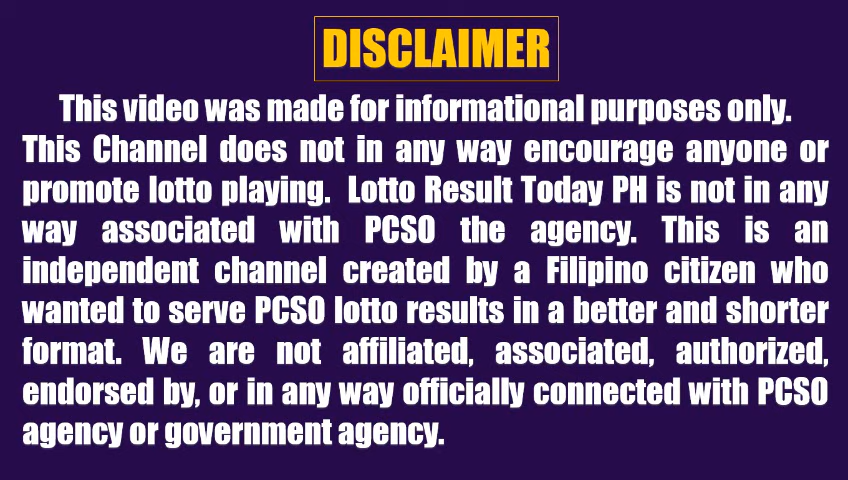 DISCLAIMER
This video was made for informational purposes only.
This Channel does not in any way encourage anyone or
promote lotto playing. Lotto Result Today PH is not in any
way associated with PCSO the agency. This is an
independent channel created by a Filipino citizen who
wanted to serve PCSO lotto results in a better and shorter
format. We are not affiliated, associated, authorized,
endorsed by, or in any way officially connected with PCSO
agency or government agency.